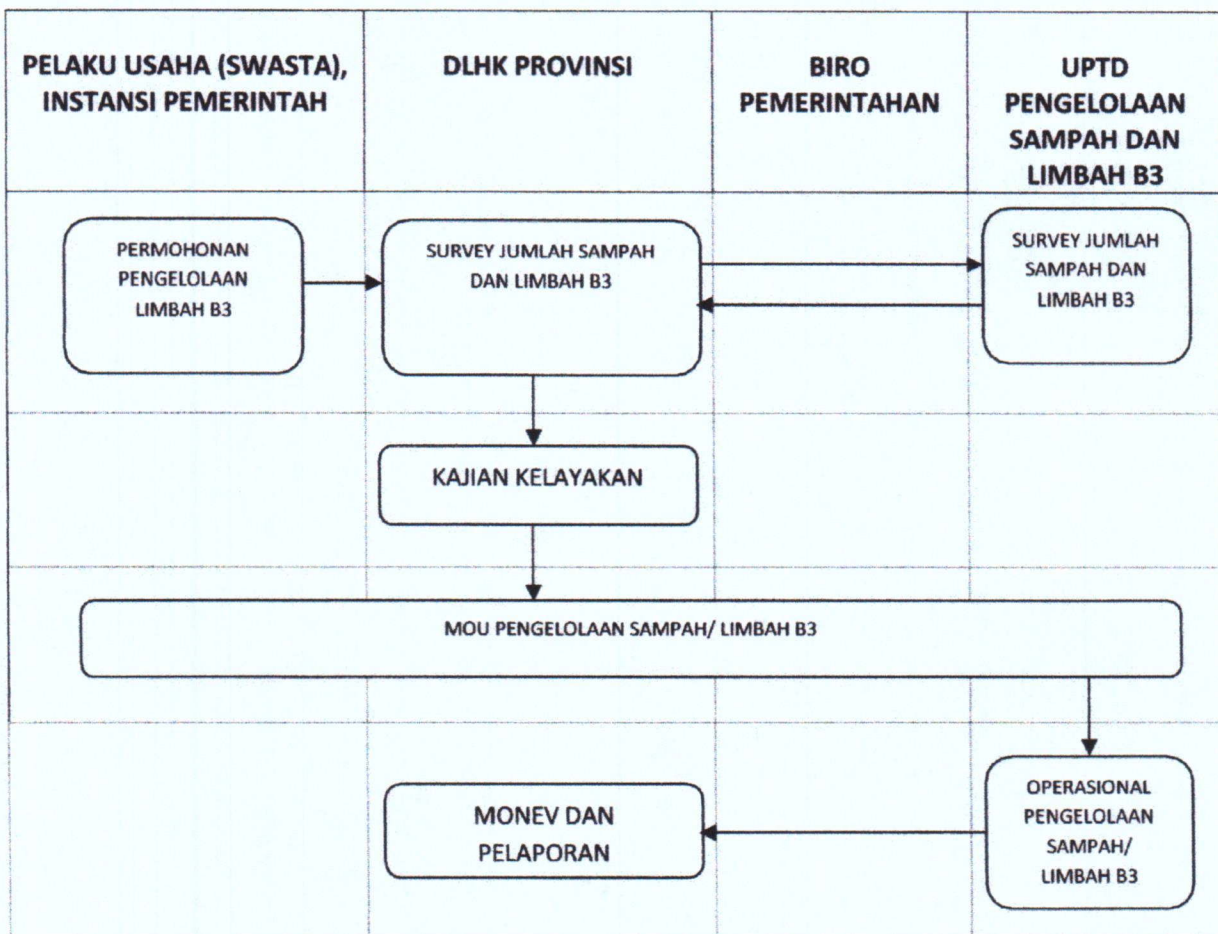 PELAKU USAHA (SWASTA),
INSTANSI PEMERINTAH
DLHK PROVINSI
BIRO
PEMERINTAHAN
UPTD
PENGELOLAAN
SAMPAH DAN
LIMBAH B3
PERMOHONAN
PENGELOLAAN
LIMBAH B3
SURVEY JUMLAH SAMPAH
DAN LIMBAH B3
SURVEY JUMLAH
SAMPAH DAN
LIMBAH B3
KAJIAN KELAYAKAN
MOU PENGELOLAAN SAMPAH/ LIMBAH B3
OPERASIONAL
PENGELOLAAN
SAMPAH/
LIMBAH B3
MONEV DAN
PELAPORAN